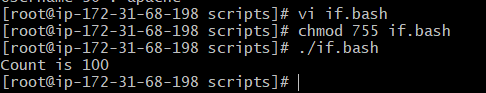 [root@ip-172-31-68-198 scripts]# vi if.bash
[root@ip-172-31-68-198 scripts]# chmod 755 if.bash
[root@ip-172-31-68-198 scripts]# ./if.bash
Count is 100
[root@ip-172-31-68-198 scripts]#